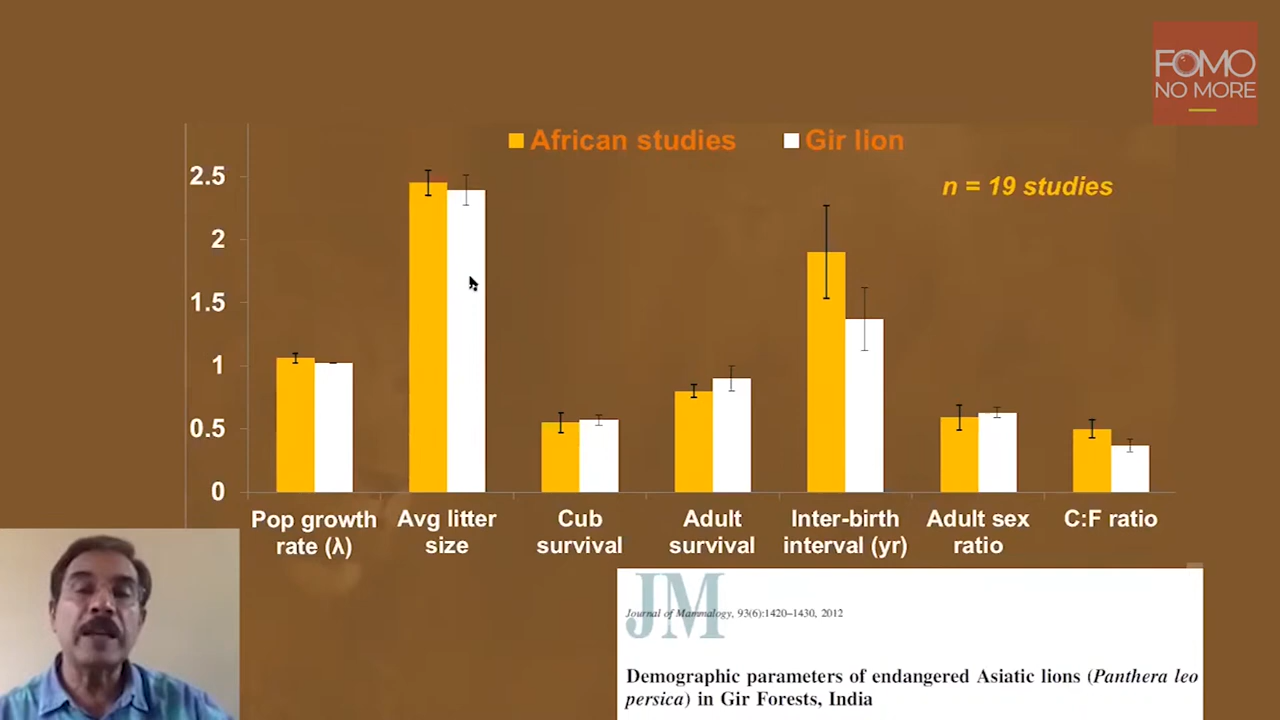 FOMO
NO MORE
African studies
Gir lion
n = 19 studies
2.5
2
1.5
1
0.5
0
Pop growth
rate (λ)
Avg litter
size
Cub
survival
Adult
survival
Inter-birth
interval (yr)
Adult sex
ratio
C:F ratio
JM
Journal of Mammalogy, 93(6):1420–1430, 2012
Demographic parameters of endangered Asiatic lions (Panthera leo
persica) in Gir Forests, India